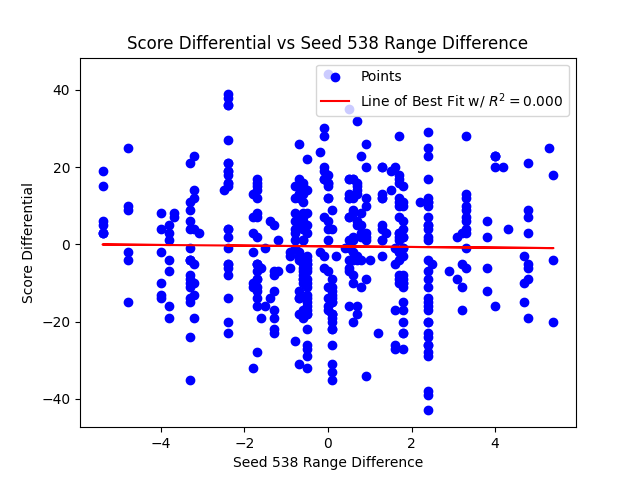 Score Differential vs Seed 538 Range Difference
Points
Line of Best Fit w/ $R^2 = 0.000$
40
20
0
−20
−40
Score Differential
−4
−2
0
2
4
Seed 538 Range Difference